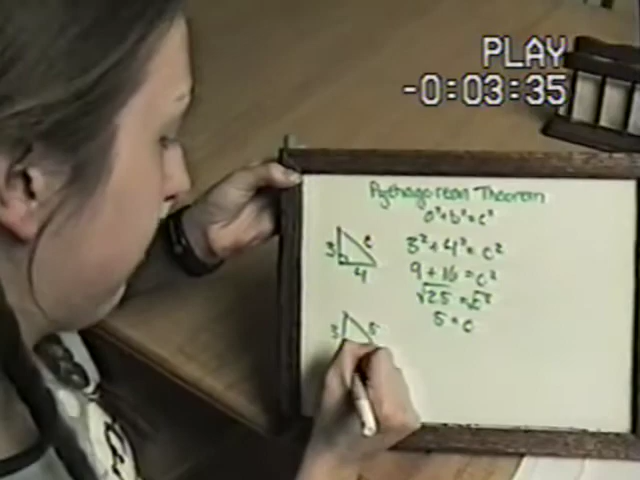 PLAY
-0:03:35
Pythagorean Theorem
a²+b²=c²
3 c
4
3²+4²=c²
9+16=c²
√25=√c²
5=c
3 5